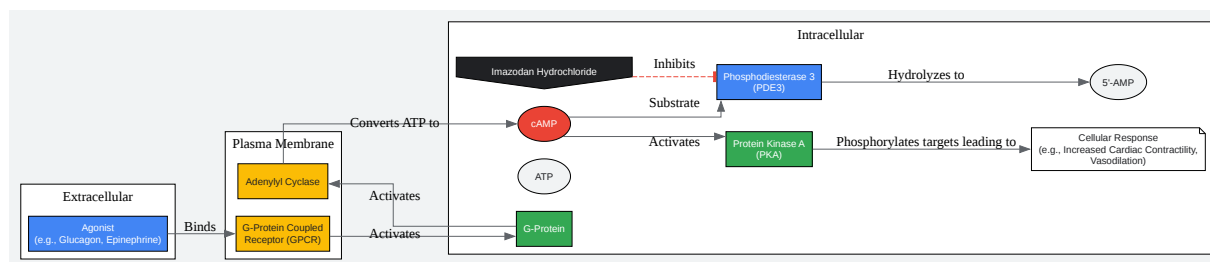 Intracellular
Imazodan Hydrochloride
Inhibits
Phosphodiesterase 3
(PDE3)
Hydrolyzes to
5'-AMP
Substrate
Converts ATP to
cAMP
Activates
Protein Kinase A
(PKA)
Phosphorylates targets leading to
Cellular Response
(e.g., Increased Cardiac Contractility,
Vasodilation)
Plasma Membrane
Adenylyl Cyclase
ATP
Activates
Extracellular
Agonist
(e.g., Glucagon, Epinephrine)
Binds
G-Protein Coupled
Receptor (GPCR)
Activates
G-Protein